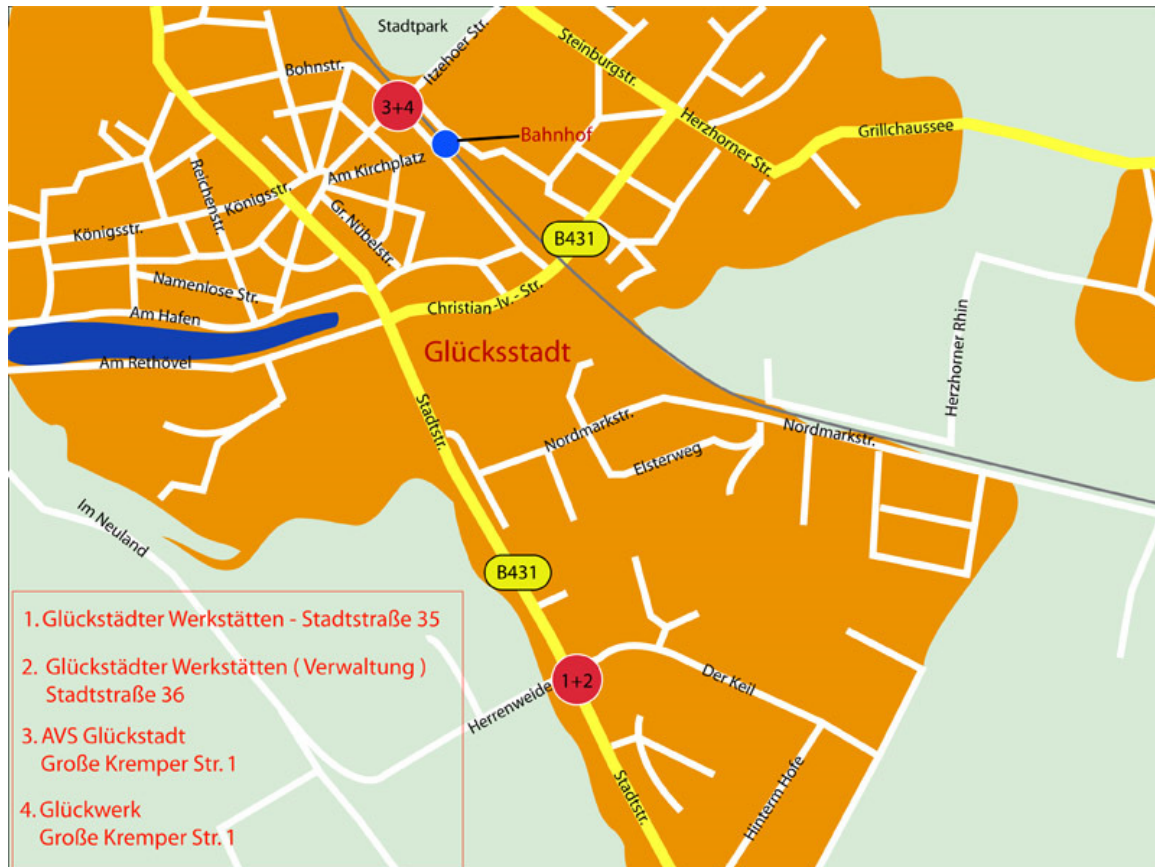 Stadtpark
Itzehoer Str.
Steinburgstr.
Bohnstr.
3+4
Bahnhof
Herzhorner Str.
Grillchaussee
Am Kirchplatz
Reichenstr.
Königsstr.
Königsstr.
Gr. Nübelstr.
B431
Namenlose Str.
Am Hafen
Christian-Iv.- Str.
Herzhorner Rhin
Am Rethövel
Glücksstadt
Stadtstr.
Nordmarkstr.
Nordmarkstr.
Elsterweg
Im Neuland
B431
1+2
Der Keil
Herrenweide
Stadtstr.
Hinterm Hofe
1. Glückstädter Werkstätten - Stadtstraße 35
2. Glückstädter Werkstätten ( Verwaltung )
Stadtstraße 36
3. AVS Glückstadt
Große Kremper Str. 1
4. Glückwerk
Große Kremper Str. 1